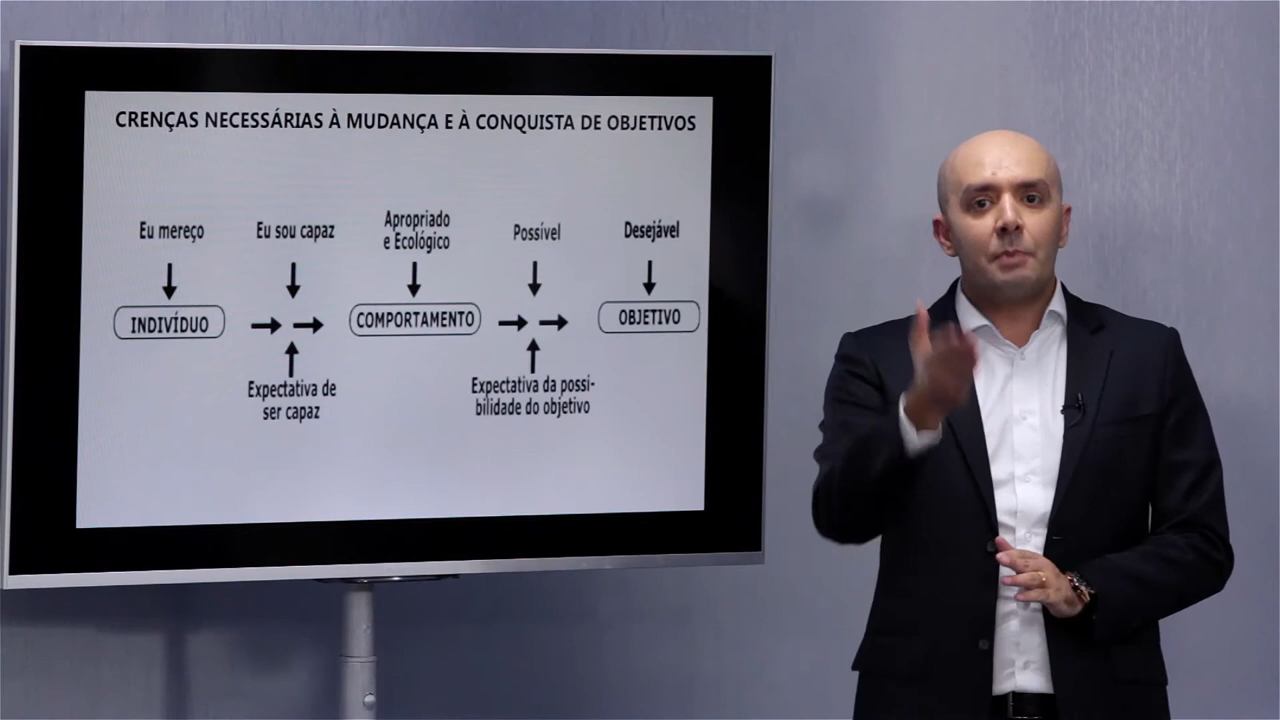 CRENÇAS NECESSÁRIAS À MUDANÇA E À CONQUISTA DE OBJETIVOS
Eu mereço
Eu sou capaz
Apropriado
e Ecológico
Possível
Desejável
INDIVÍDUO
COMPORTAMENTO
OBJETIVO
Expectativa de
ser capaz
Expectativa da possi-
bilidade do objetivo